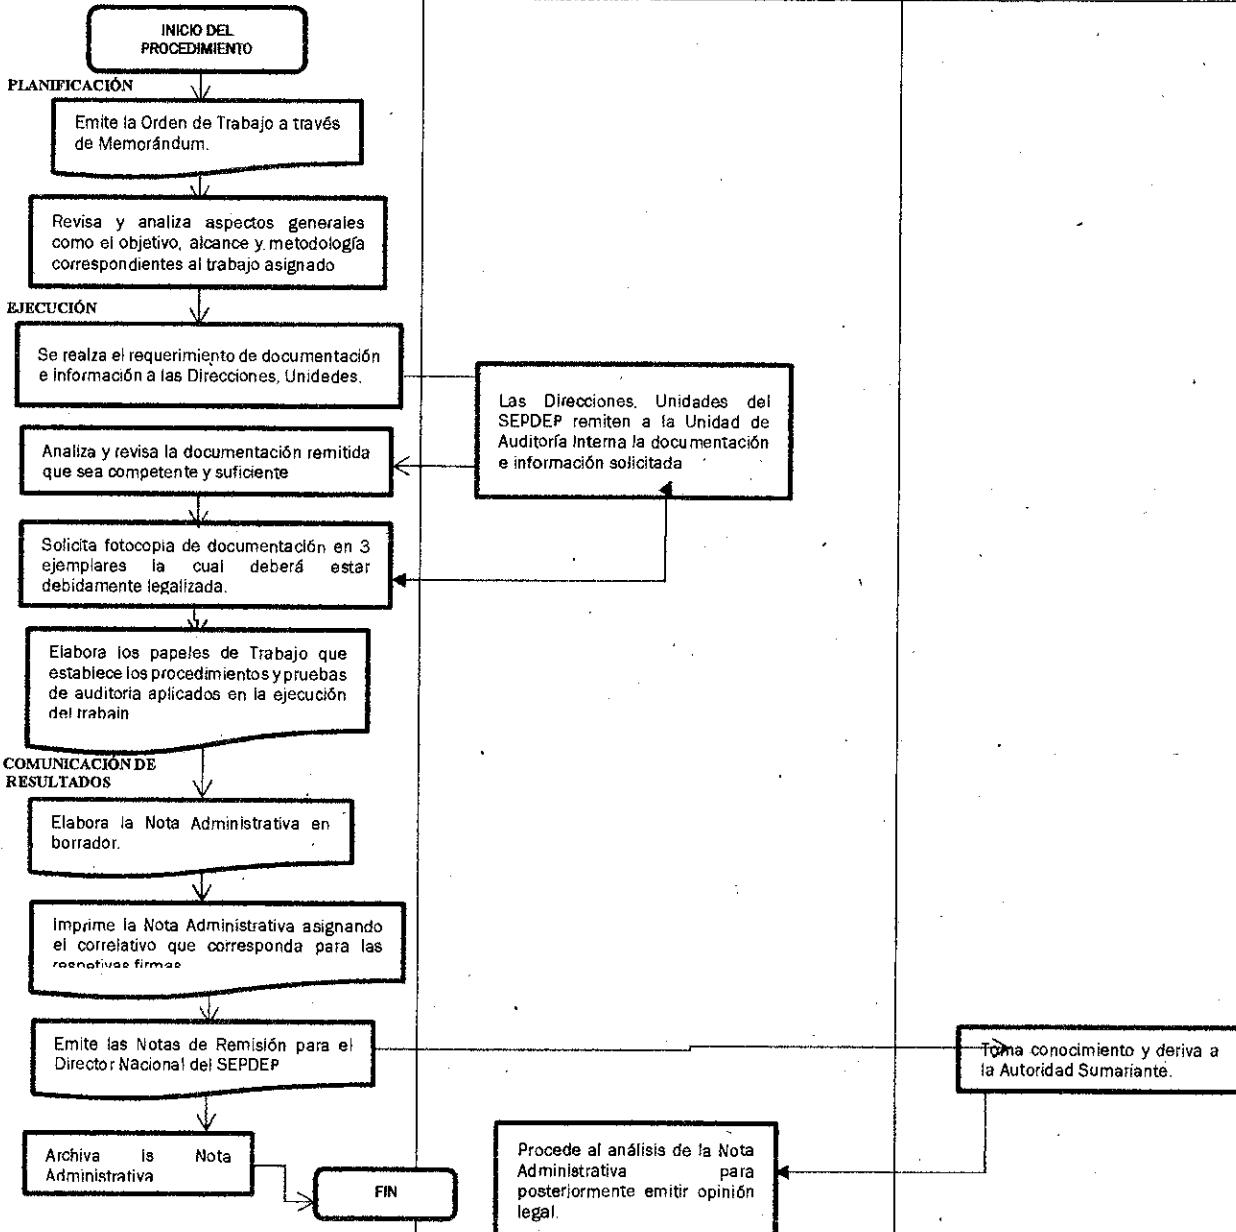 INICIO DEL
PROCEDIMIENTO
PLANIFICACIÓN
Emite la Orden de Trabajo a través
de Memorándum.
Revisa y analiza aspectos generales
como el objetivo, alcance y metodología
correspondientes al trabajo asignado
EJECUCIÓN
Se realza el requerimiento de documentación
e información a las Direcciones, Unidedes.
Las Direcciones, Unidades del
SEPDEP remiten a la Unidad de
Auditoría Interna la documentación
e información solicitada
Analiza y revisa la documentación remitida
que sea competente y suficiente
Solicita fotocopia de documentación en 3
ejemplares la cual deberá estar
debidamente legalizada.
Elabora los papeles de Trabajo que
establece los procedimientos y pruebas
de auditoria aplicados en la ejecución
del
COMUNICACIÓN DE
RESULTADOS
Elabora la Nota Administrativa en
borrador.
Imprime la Nota Administrativa asignando
el correlativo que corresponda para las
firmas
Emite las Notas de Remisión para el
Director Nacional del SEPDEP
Toma conocimiento y deriva a
la Autoridad Sumariante.
Archiva is Nota
Administrativa
FIN
Procede al análisis de la Nota
Administrativa para
posteriormente emitir opinión
legal.